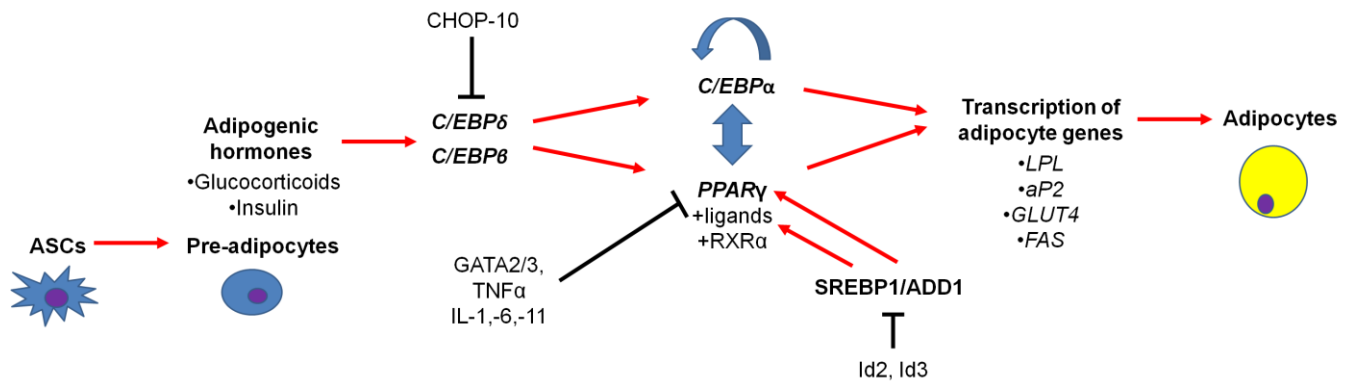 CHOP-10
C/EBPδ
C/EBPβ
Adipogenic
hormones
•Glucocorticoids
•Insulin
ASCs
Pre-adipocytes
C/EBPα
PPARγ
+ligands
+RXRα
GATA2/3,
TNFα
IL-1,-6,-11
SREBP1/ADD1
Id2, Id3
Transcription of
adipocyte genes
•LPL
•aP2
•GLUT4
•FAS
Adipocytes